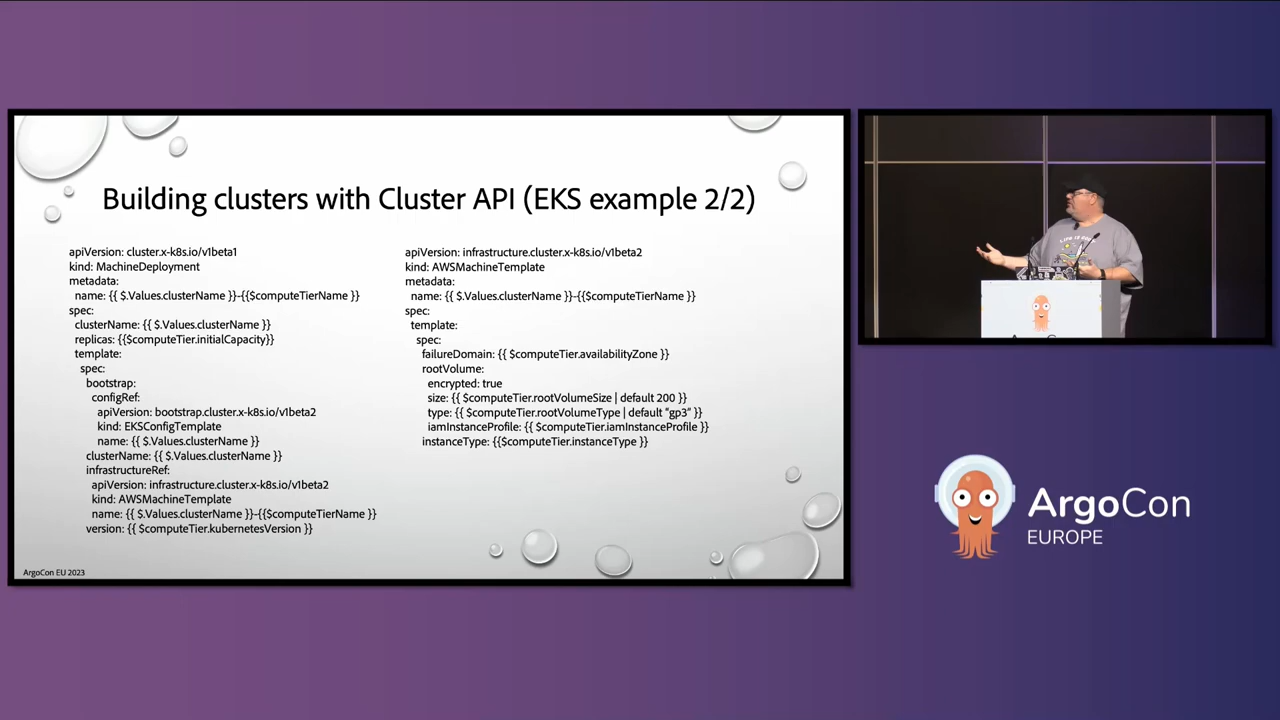 Building clusters with Cluster API (EKS example 2/2)
apiVersion: cluster.x-k8s.io/v1beta1
kind: MachineDeployment
metadata:
name: {{ $.Values.clusterName }}-{{$computeTierName }}
spec:
clusterName: {{ $.Values.clusterName }}
replicas: {{$computeTier.initialCapacity}}
template:
spec:
bootstrap:
configRef:
apiVersion: bootstrap.cluster.x-k8s.io/v1beta2
kind: EKSConfigTemplate
name: {{ $.Values.clusterName }}
clusterName: {{ $.Values.clusterName }}
infrastructureRef:
apiVersion: infrastructure.cluster.x-k8s.io/v1beta2
kind: AWSMachineTemplate
name: {{ $.Values.clusterName }}-{{$computeTierName }}
version: {{ $computeTier.kubernetesVersion }}
apiVersion: infrastructure.cluster.x-k8s.io/v1beta2
kind: AWSMachineTemplate
metadata:
name: {{ $.Values.clusterName }}-{{$computeTierName }}
spec:
template:
spec:
failureDomain: {{ $computeTier.availabilityZone }}
rootVolume:
encrypted: true
size: {{ $computeTier.rootVolumeSize | default 200 }}
type: {{ $computeTier.rootVolumeType | default "gp3" }}
iamInstanceProfile: {{ $computeTier.iamInstanceProfile }}
instanceType: {{$computeTier.instanceType }}
ArgoCon EU 2023
ArgoCon
EUROPE